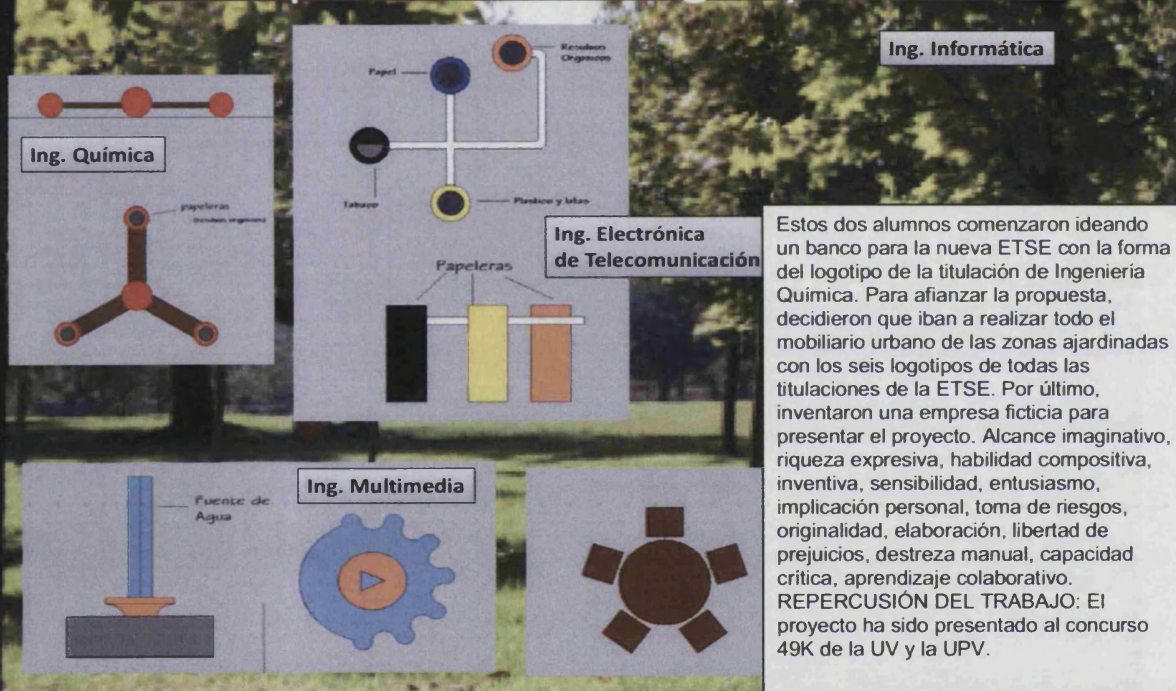 Ing. Informática
Ing. Química
papeleras
Residuos organicos
Papel
Residuos
Organicos
Tabaco
Plastico y latas
Ing. Electrónica
de Telecomunicación
Papeleras
Fuente de
Agua
Ing. Multimedia
Estos dos alumnos comenzaron ideando
un banco para la nueva ETSE con la forma
del logotipo de la titulación de Ingeniería
Química. Para afianzar la propuesta,
decidieron que iban a realizar todo el
mobiliario urbano de las zonas ajardinadas
con los seis logotipos de todas las
titulaciones de la ETSE. Por último,
inventaron una empresa ficticia para
presentar el proyecto. Alcance imaginativo,
riqueza expresiva, habilidad compositiva,
inventiva, sensibilidad, entusiasmo,
implicación personal, toma de riesgos,
originalidad, elaboración, libertad de
prejuicios, destreza manual, capacidad
crítica, aprendizaje colaborativo.
REPERCUSIÓN DEL TRABAJO: El
proyecto ha sido presentado al concurso
49K de la UV y la UPV.